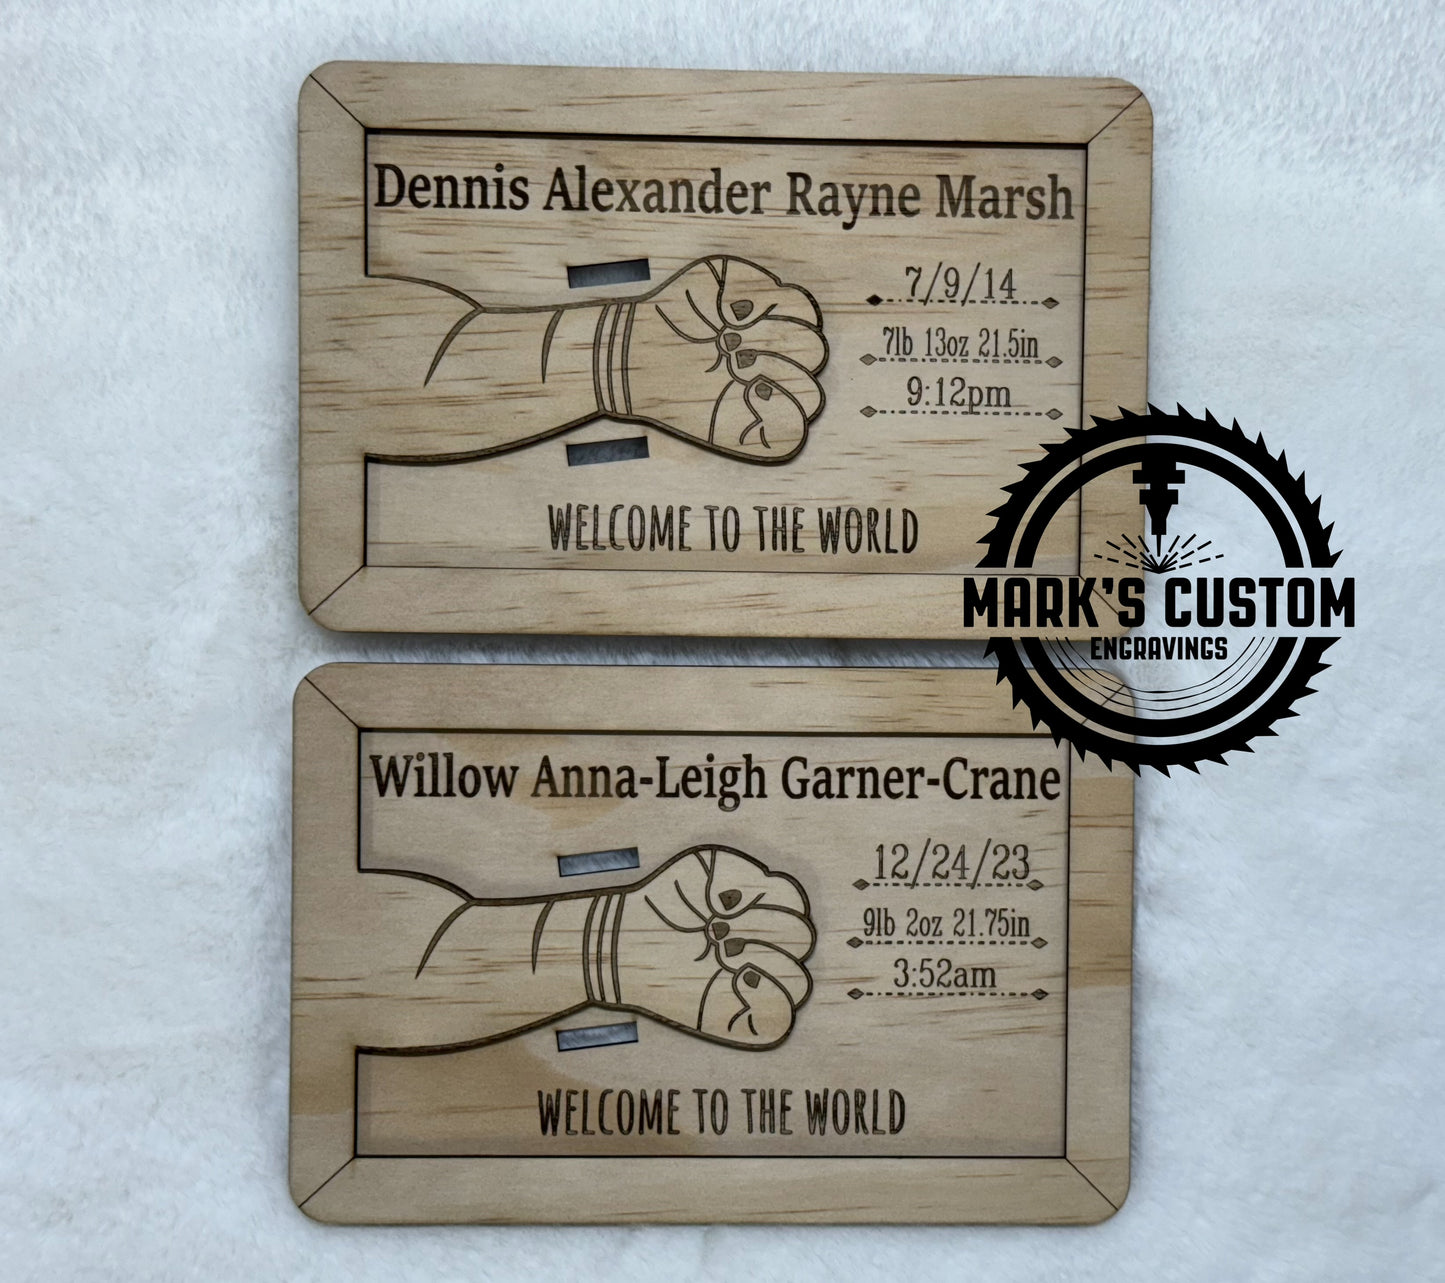 Dennis Alexander Rayne Marsh
7/9/14
7lb 13oz 21.5in
9:12pm
WELCOME TO THE WORLD
MARK'S CUSTOM
ENGRAVINGS
Willow Anna-Leigh Garner-Crane
12/24/23
9lb 2oz 21.75in
3:52am
WELCOME TO THE WORLD